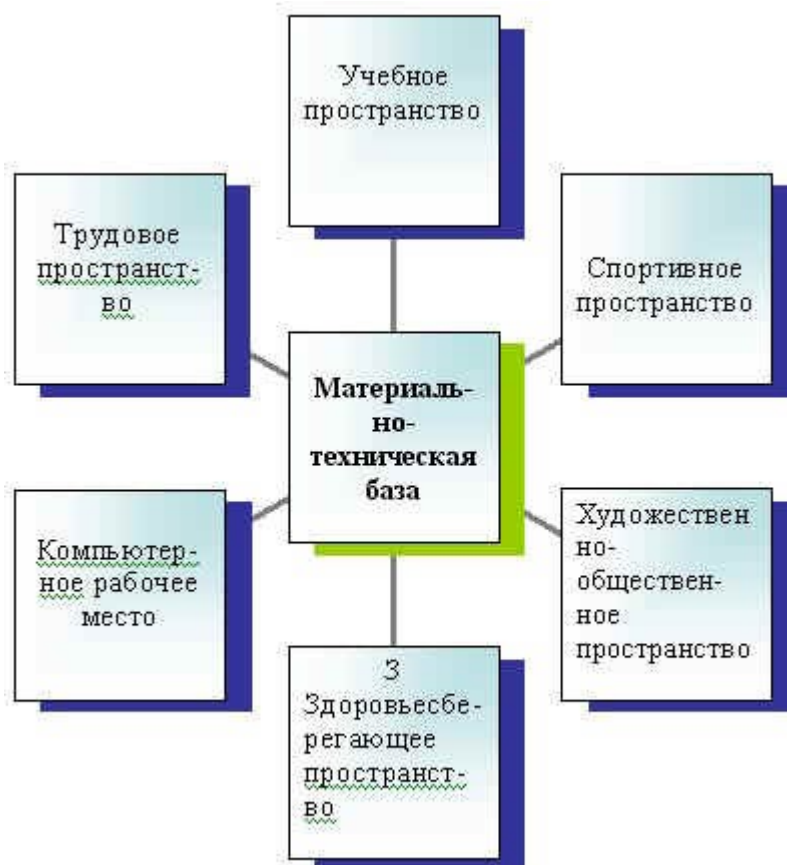 Учебное
пространство
Трудовое
пространст-
во
Спортивное
пространство
Материаль-
но-
техническая
база
Компьютер-
ное рабочее
место
Художествен
но-
обществен-
ное
пространство
З
Здоровьесбе-
регающее
пространст-
во